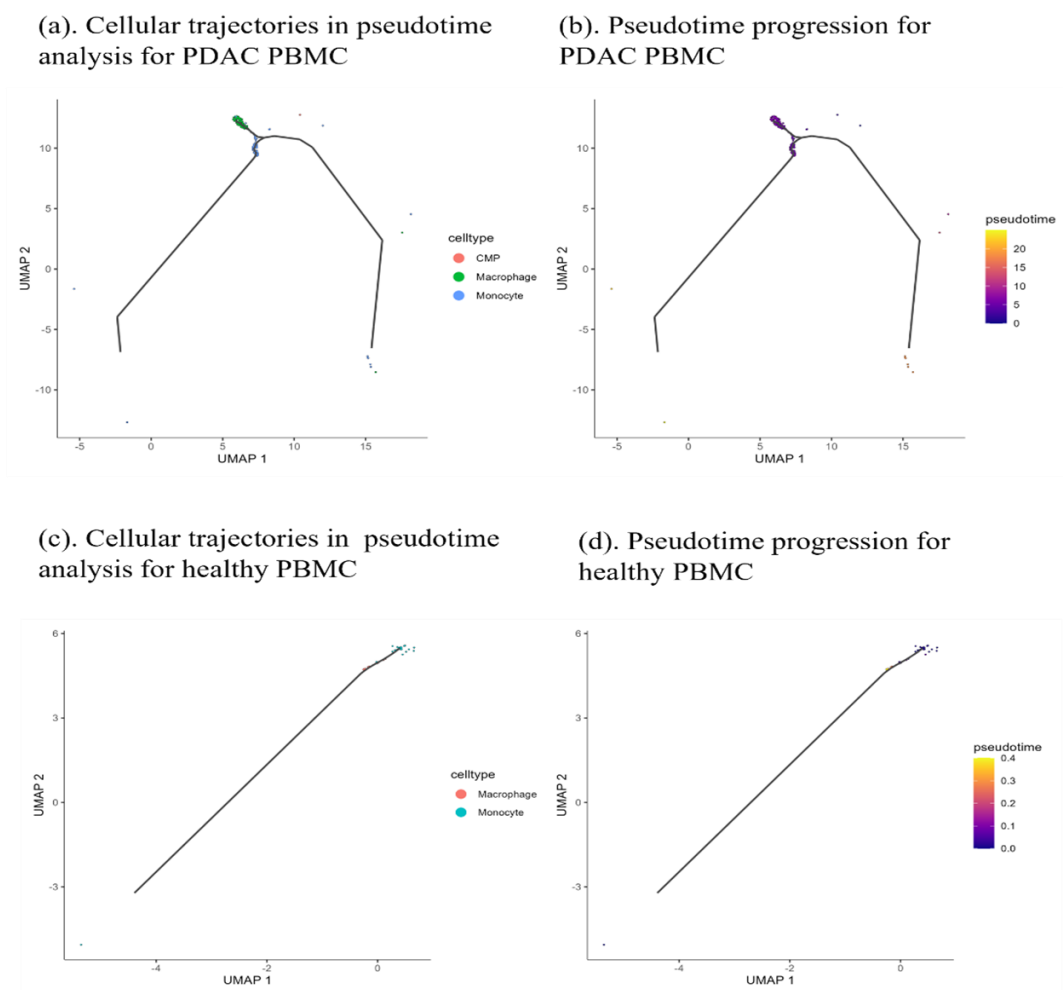 (a). Cellular trajectories in pseudotime
analysis for PDAC PBMC
(b). Pseudotime progression for
PDAC PBMC
10
5
0
-5
-10
UMAP 2
-5
0
5
10
15
UMAP 1
celltype
CMP
Macrophage
Monocyte
10
5
0
-5
-10
UMAP 2
-5
0
5
10
15
UMAP 1
pseudotime
20
15
10
5
0
(c). Cellular trajectories in pseudotime
analysis for healthy PBMC
(d). Pseudotime progression for
healthy PBMC
6
3
0
-3
UMAP 2
-4
-2
0
UMAP 1
celltype
Macrophage
Monocyte
6
3
0
-3
UMAP 2
-4
-2
0
UMAP 1
pseudotime
0.4
0.3
0.2
0.1
0.0